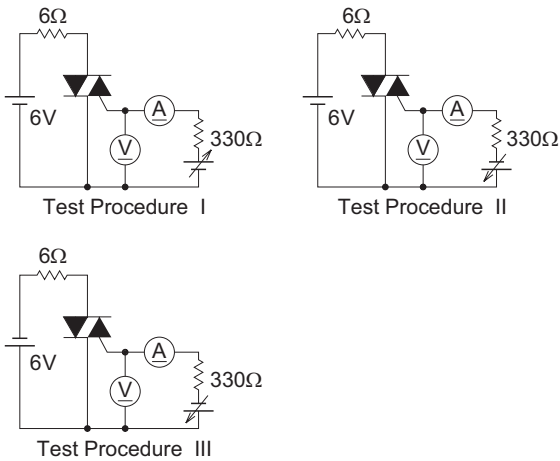 6Ω
6V
A
V
330Ω
Test Procedure I
6Ω
6V
A
V
330Ω
Test Procedure II
6Ω
6V
A
V
330Ω
Test Procedure III